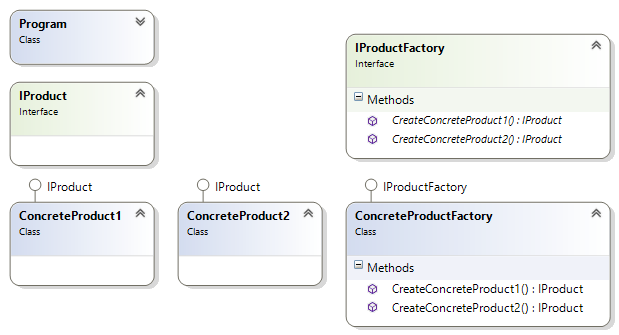 Program
Class
IProduct
Interface
IProductFactory
Interface
Methods
CreateConcreteProduct1() : IProduct
CreateConcreteProduct2() : IProduct
IProduct
ConcreteProduct1
Class
IProduct
ConcreteProduct2
Class
IProductFactory
ConcreteProductFactory
Class
Methods
CreateConcreteProduct1() : IProduct
CreateConcreteProduct2() : IProduct